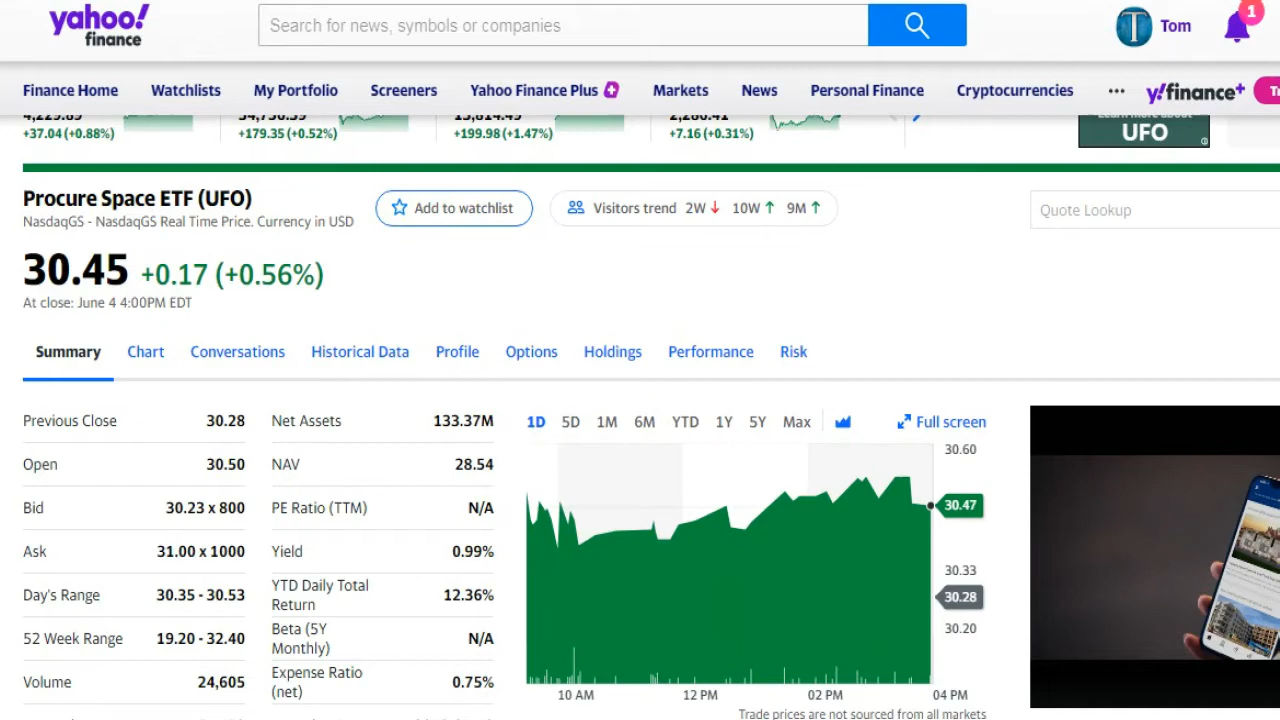 yahoo!
finance
Search for news, symbols or companies
Tom
1
Finance Home Watchlists My Portfolio Screeners Yahoo Finance Plus Markets News Personal Finance Cryptocurrencies ... y!finance+
+37.04 (+0.88%) +179.35 (+0.52%) +199.98 (+1.47%) +7.16 (+0.31%)
Learn more about
UFO
Procure Space ETF (UFO)
NasdaqGS - NasdaqGS Real Time Price. Currency in USD
Add to watchlist
Visitors trend 2W↓ 10W↑ 9M↑
Quote Lookup
30.45 +0.17 (+0.56%)
At close: June 4 4:00PM EDT
Summary Chart Conversations Historical Data Profile Options Holdings Performance Risk
Previous Close 30.28
Open 30.50
Bid 30.23 x 800
Ask 31.00 x 1000
Day's Range 30.35 - 30.53
52 Week Range 19.20 - 32.40
Volume 24,605
Net Assets 133.37M
NAV 28.54
PE Ratio (TTM) N/A
Yield 0.99%
YTD Daily Total
Return 12.36%
Beta (5Y
Monthly) N/A
Expense Ratio
(net) 0.75%
1D 5D 1M 6M YTD 1Y 5Y Max Full screen
30.60
30.47
30.33
30.28
30.20
10 AM 12 PM 02 PM 04 PM
Trade prices are not sourced from all markets